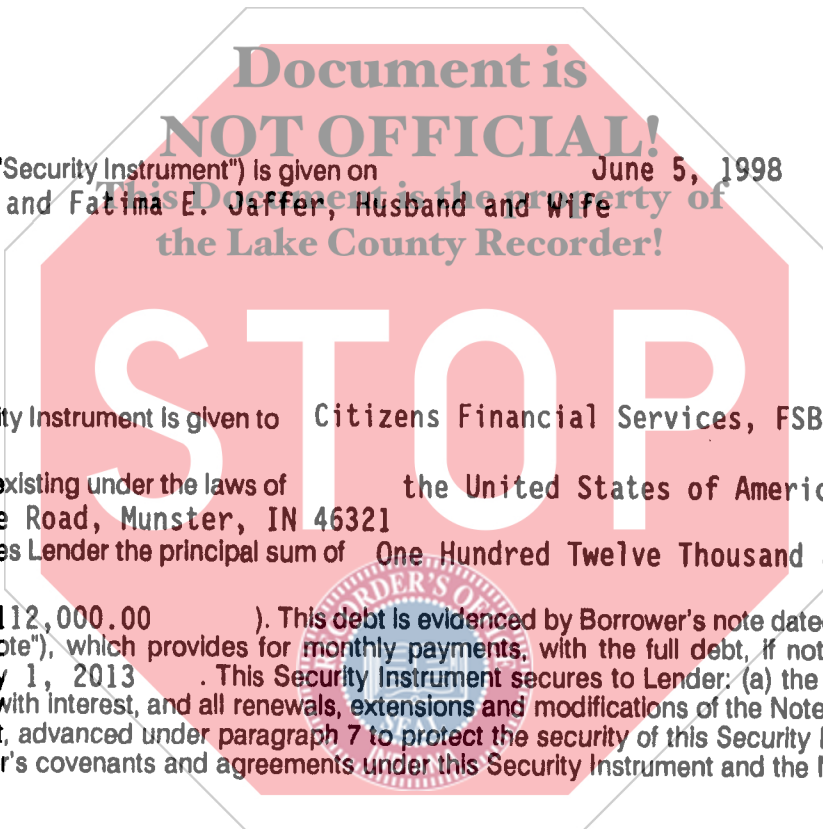 Document is
NOT OFFICIAL!
"Security Instrument") is given on June 5, 1998
This Document is the property of
and Fatima E. Jaffer, Husband and Wife
the Lake County Recorder!
STOP
ity Instrument is given to Citizens Financial Services, FSB
existing under the laws of the United States of Americ
e Road, Munster, IN 46321
es Lender the principal sum of One Hundred Twelve Thousand
112,000.00 ). This debt is evidenced by Borrower's note date
ote"), which provides for monthly payments, with the full debt, if not
y 1, 2013 . This Security Instrument secures to Lender: (a) the
with interest, and all renewals, extensions and modifications of the Note
t, advanced under paragraph 7 to protect the security of this Security I
r's covenants and agreements under this Security Instrument and the N
RECORDER'S OFFICE
SEAL
INDIANA